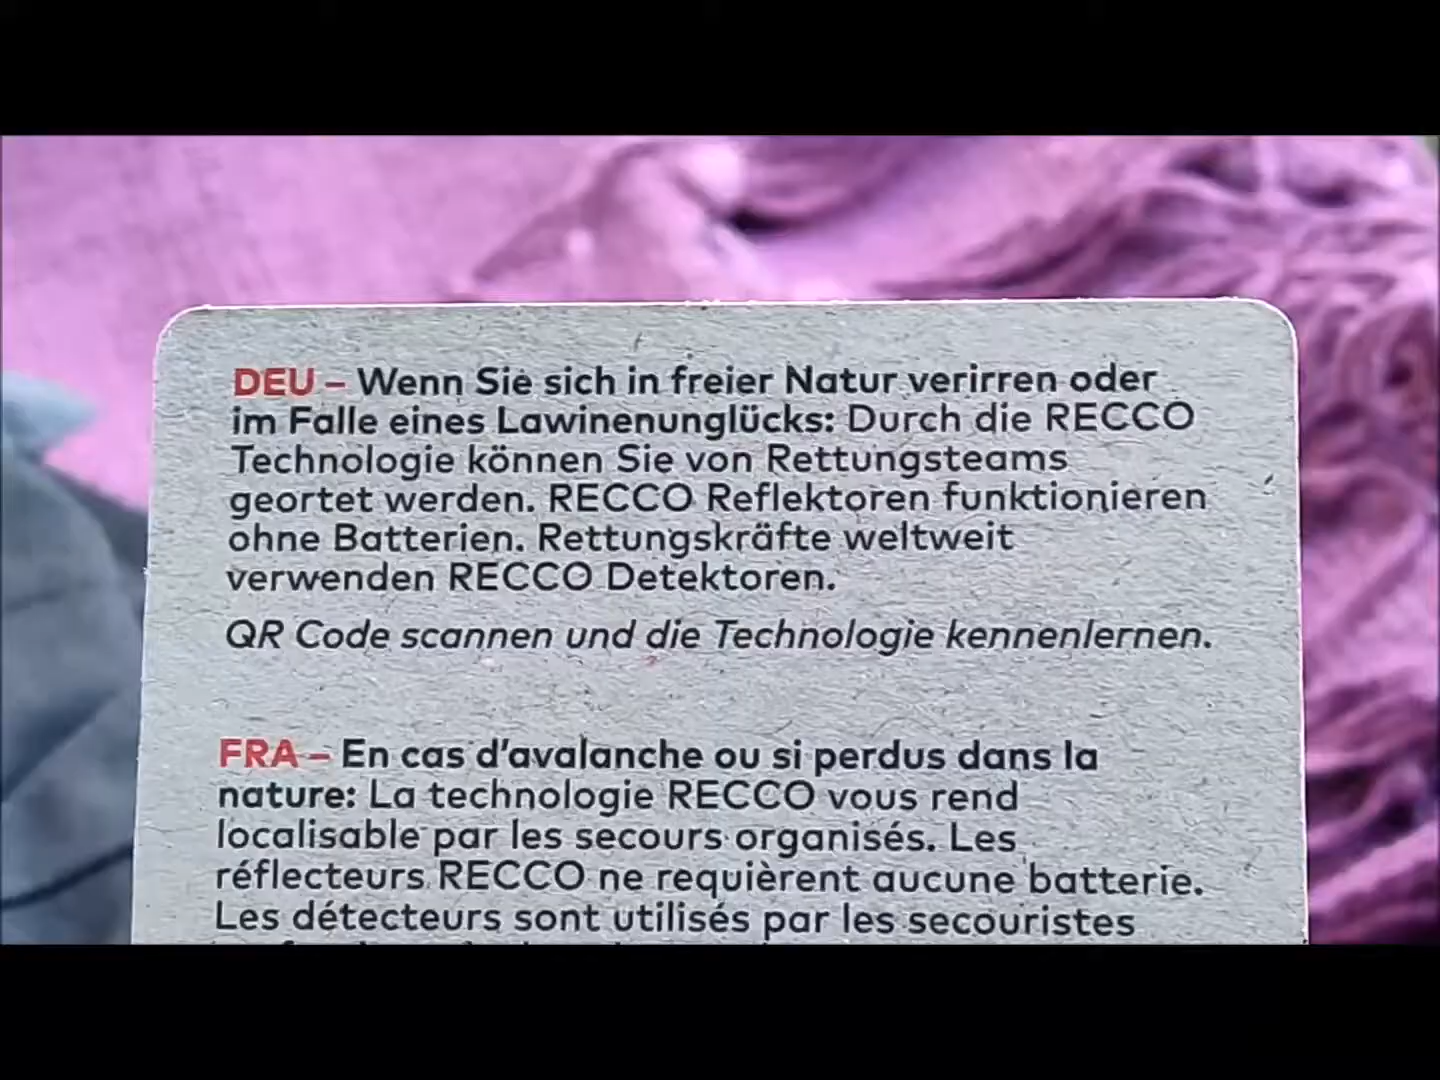 DEU – Wenn Sie sich in freier Natur verirren oder
im Falle eines Lawinenunglücks: Durch die RECCO
Technologie können Sie von Rettungsteams
geortet werden. RECCO Reflektoren funktionieren
ohne Batterien. Rettungskräfte weltweit
verwenden RECCO Detektoren.
QR Code scannen und die Technologie kennenlernen.
FRA – En cas d'avalanche ou si perdus dans la
nature: La technologie RECCO vous rend
localisable par les secours organisés. Les
réflecteurs RECCO ne requièrent aucune batterie.
Les détecteurs sont utilisés par les secouristes